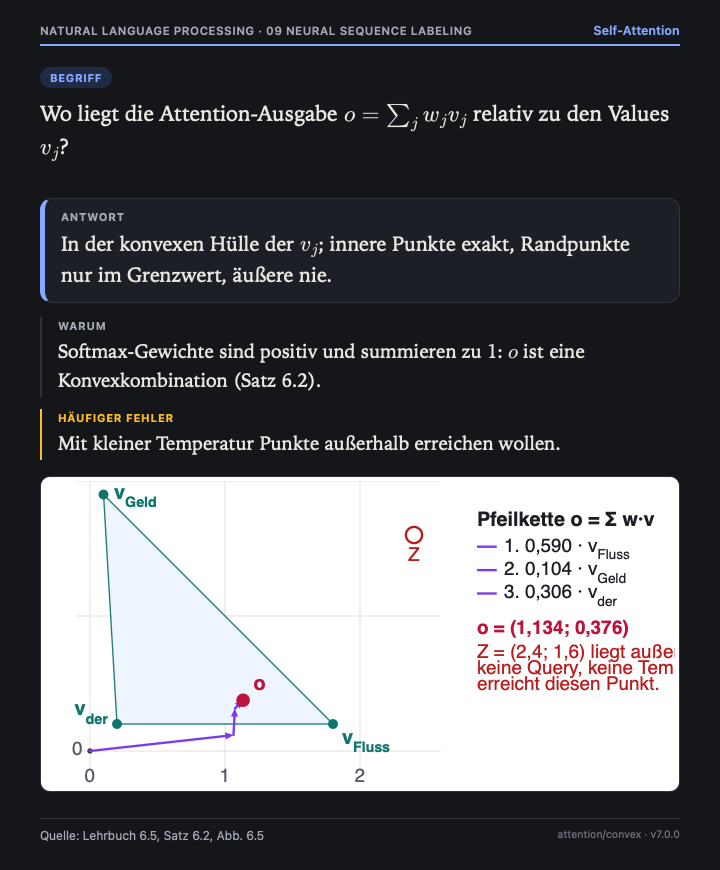 NATURAL LANGUAGE PROCESSING · 09 NEURAL SEQUENCE LABELING
Self-Attention
BEGRIFF
Wo liegt die Attention-Ausgabe o = ∑_j w_j v_j relativ zu den Values
v_j?
ANTWORT
In der konvexen Hülle der v_j; innere Punkte exakt, Randpunkte
nur im Grenzwert, äußere nie.
WARUM
Softmax-Gewichte sind positiv und summieren zu 1: o ist eine
Konvexkombination (Satz 6.2).
HÄUFIGER FEHLER
Mit kleiner Temperatur Punkte außerhalb erreichen wollen.
v_Geld
Z
o
v_der
v_Fluss
0
0
1
2
Pfeilkette o = Σ w·v
1. 0,590 · v_Fluss
2. 0,104 · v_Geld
3. 0,306 · v_der
o = (1,134; 0,376)
Z = (2,4; 1,6) liegt auße
keine Query, keine Tem
erreicht diesen Punkt.
Quelle: Lehrbuch 6.5, Satz 6.2, Abb. 6.5
attention/convex · v7.0.0